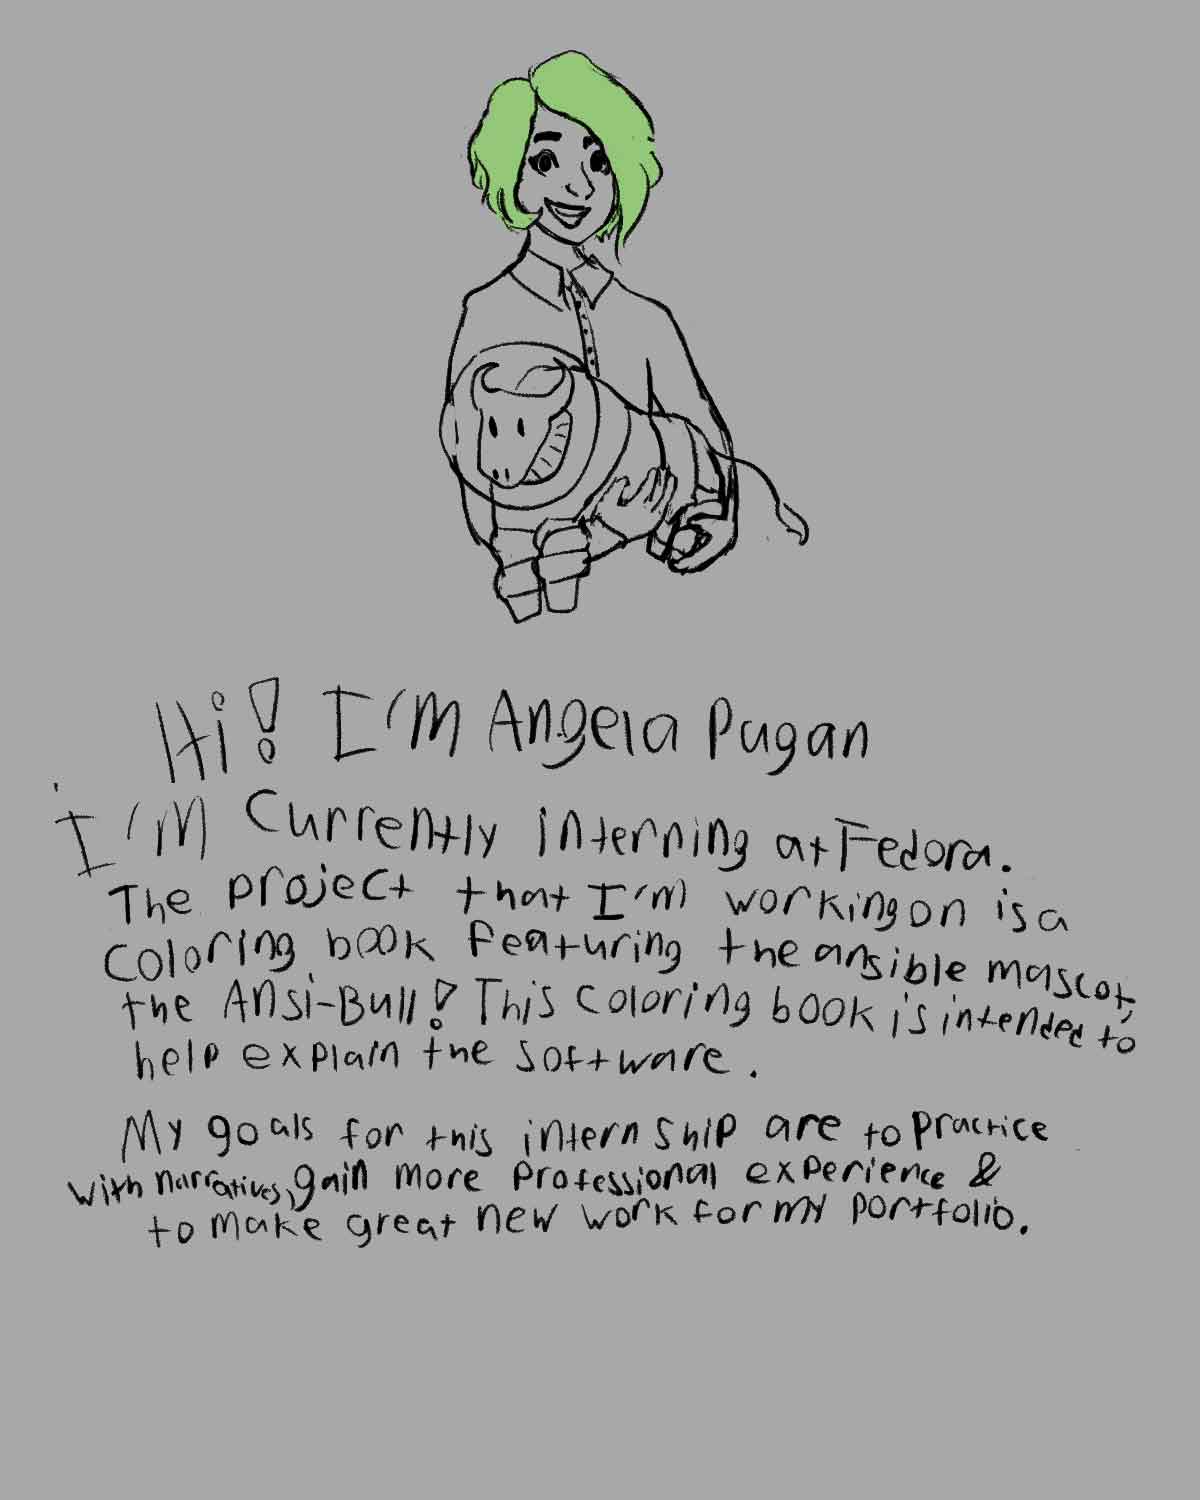 Hi! I'm Angela Pagan
I'm Currently interning at Fedora.
The project that I'm working on is a
Coloring book featuring the ansible mascot,
the Ansi-Bull! This coloring book is intended to
help explain the software.
My goals for this internship are to practice
with narratives, gain more professional experience &
to make great new work for my portfolio.